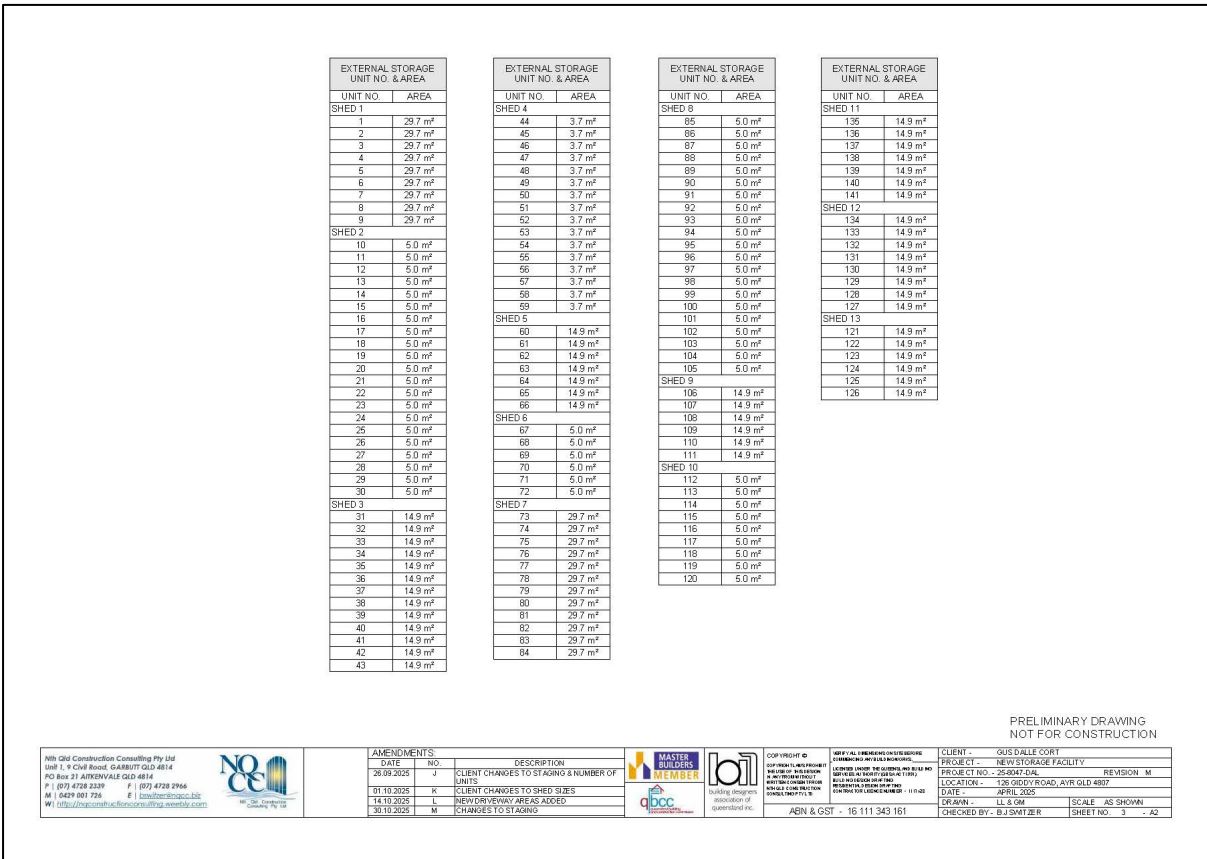 EXTERNAL STORAGE
UNIT NO. & AREA
UNIT NO. AREA
SHED 1
1 29.7 m²
2 29.7 m²
3 29.7 m²
4 29.7 m²
5 29.7 m²
6 29.7 m²
7 29.7 m²
8 29.7 m²
9 29.7 m²
SHED 2
10 5.0 m²
11 5.0 m²
12 5.0 m²
13 5.0 m²
14 5.0 m²
15 5.0 m²
16 5.0 m²
17 5.0 m²
18 5.0 m²
19 5.0 m²
20 5.0 m²
21 5.0 m²
22 5.0 m²
23 5.0 m²
24 5.0 m²
25 5.0 m²
26 5.0 m²
27 5.0 m²
28 5.0 m²
29 5.0 m²
30 5.0 m²
SHED 3
31 14.9 m²
32 14.9 m²
33 14.9 m²
34 14.9 m²
35 14.9 m²
36 14.9 m²
37 14.9 m²
38 14.9 m²
39 14.9 m²
40 14.9 m²
41 14.9 m²
42 14.9 m²
43 14.9 m²
EXTERNAL STORAGE
UNIT NO. & AREA
UNIT NO. AREA
SHED 4
44 3.7 m²
45 3.7 m²
46 3.7 m²
47 3.7 m²
48 3.7 m²
49 3.7 m²
50 3.7 m²
51 3.7 m²
52 3.7 m²
53 3.7 m²
54 3.7 m²
55 3.7 m²
56 3.7 m²
57 3.7 m²
58 3.7 m²
59 3.7 m²
SHED 5
60 14.9 m²
61 14.9 m²
62 14.9 m²
63 14.9 m²
64 14.9 m²
65 14.9 m²
66 14.9 m²
SHED 6
67 5.0 m²
68 5.0 m²
69 5.0 m²
70 5.0 m²
71 5.0 m²
72 5.0 m²
SHED 7
73 29.7 m²
74 29.7 m²
75 29.7 m²
76 29.7 m²
77 29.7 m²
78 29.7 m²
79 29.7 m²
80 29.7 m²
81 29.7 m²
82 29.7 m²
83 29.7 m²
84 29.7 m²
EXTERNAL STORAGE
UNIT NO. & AREA
UNIT NO. AREA
SHED 8
85 5.0 m²
86 5.0 m²
87 5.0 m²
88 5.0 m²
89 5.0 m²
90 5.0 m²
91 5.0 m²
92 5.0 m²
93 5.0 m²
94 5.0 m²
95 5.0 m²
96 5.0 m²
97 5.0 m²
98 5.0 m²
99 5.0 m²
100 5.0 m²
101 5.0 m²
102 5.0 m²
103 5.0 m²
104 5.0 m²
105 5.0 m²
SHED 9
106 14.9 m²
107 14.9 m²
108 14.9 m²
109 14.9 m²
110 14.9 m²
111 14.9 m²
SHED 10
112 5.0 m²
113 5.0 m²
114 5.0 m²
115 5.0 m²
116 5.0 m²
117 5.0 m²
118 5.0 m²
119 5.0 m²
120 5.0 m²
EXTERNAL STORAGE
UNIT NO. & AREA
UNIT NO. AREA
SHED 11
135 14.9 m²
136 14.9 m²
137 14.9 m²
138 14.9 m²
139 14.9 m²
140 14.9 m²
141 14.9 m²
SHED 12
134 14.9 m²
133 14.9 m²
132 14.9 m²
131 14.9 m²
130 14.9 m²
129 14.9 m²
128 14.9 m²
127 14.9 m²
SHED 13
121 14.9 m²
122 14.9 m²
123 14.9 m²
124 14.9 m²
125 14.9 m²
126 14.9 m²
PRELIMINARY DRAWING
NOT FOR CONSTRUCTION
Nth Qld Construction Consulting Pty Ltd
Unit 1, 9 Civil Road, GARBUTT QLD 4814
PO Box 21 AITKENVALE QLD 4814
P | (07) 4728 2339 F | (07) 4728 2966
M | 0429 001 726 E | bswitzer@nqcc.biz
W | http://nqconstructionconsulting.weebly.com
NQCC
Nth Qld Construction
Consulting Pty Ltd
AMENDMENTS:
DATE NO. DESCRIPTION
26.09.2025 J CLIENT CHANGES TO STAGING & NUMBER OF
UNITS
01.10.2025 K CLIENT CHANGES TO SHED SIZES
14.10.2025 L NEW DRIVEWAY AREAS ADDED
30.10.2025 M CHANGES TO STAGING
MASTER
BUILDERS
MEMBER
qbcc
building designers
association of
queensland inc.
COPYRIGHT ©
VERIFY ALL DIMENSIONS ON SITE BEFORE
COMMENCING ANY BUILDING WORKS.
ABN & GST - 16 111 343 161
CLIENT - GUS DALLE CORT
PROJECT - NEW STORAGE FACILITY
PROJECT NO. - 25-8047-DAL REVISION M
LOCATION - 126 GIDDY ROAD, AYR QLD 4807
DATE - APRIL 2025
DRAWN - LL & GM SCALE AS SHOWN
CHECKED BY - B.J SWITZER SHEET NO. 3 - A2